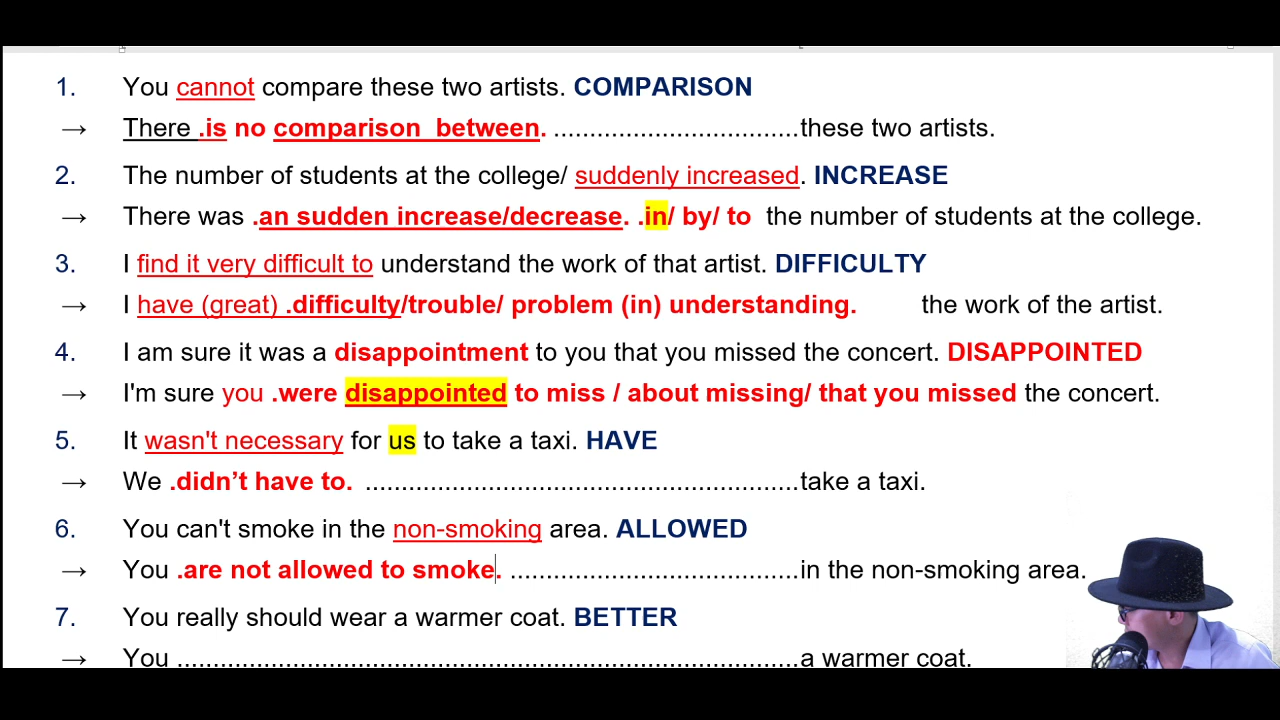 1. You cannot compare these two artists. COMPARISON
→ There .is no comparison between. ..................................these two artists.
2. The number of students at the college/ suddenly increased. INCREASE
→ There was .an sudden increase/decrease. .in/ by/ to the number of students at the college.
3. I find it very difficult to understand the work of that artist. DIFFICULTY
→ I have (great) .difficulty/trouble/ problem (in) understanding. the work of the artist.
4. I am sure it was a disappointment to you that you missed the concert. DISAPPOINTED
→ I'm sure you .were disappointed to miss / about missing/ that you missed the concert.
5. It wasn't necessary for us to take a taxi. HAVE
→ We .didn’t have to. ............................................................take a taxi.
6. You can't smoke in the non-smoking area. ALLOWED
→ You .are not allowed to smoke. ........................................in the non-smoking area.
7. You really should wear a warmer coat. BETTER
→ You ......................................................................................a warmer coat.